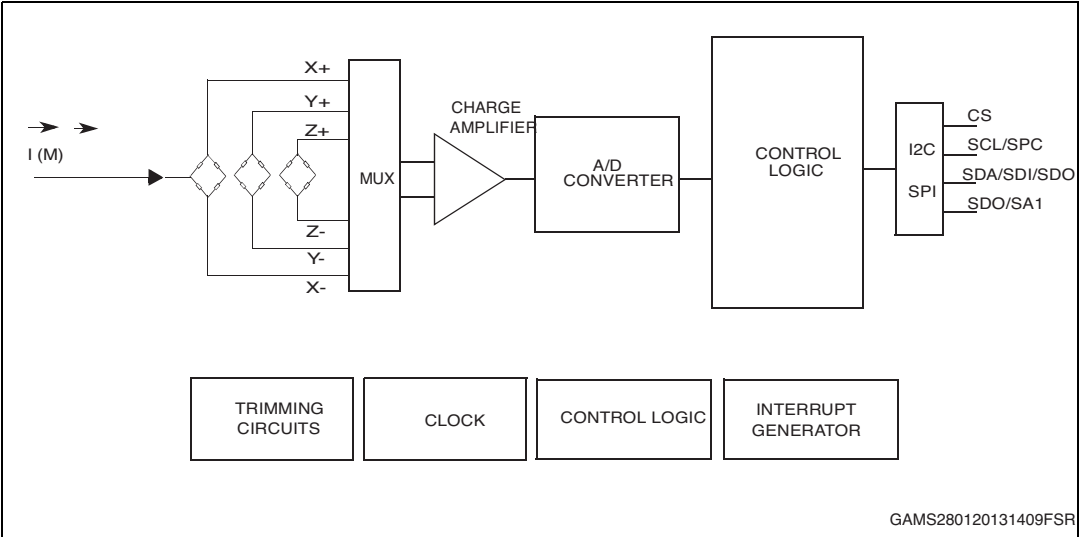 X+
Y+
Z+
I (M)
MUX
Z-
Y-
X-
CHARGE
AMPLIFIER
A/D
CONVERTER
CONTROL
LOGIC
I2C
SPI
CS
SCL/SPC
SDA/SDI/SDO
SDO/SA1
TRIMMING
CIRCUITS
CLOCK
CONTROL LOGIC
INTERRUPT
GENERATOR
GAMS280120131409FSR